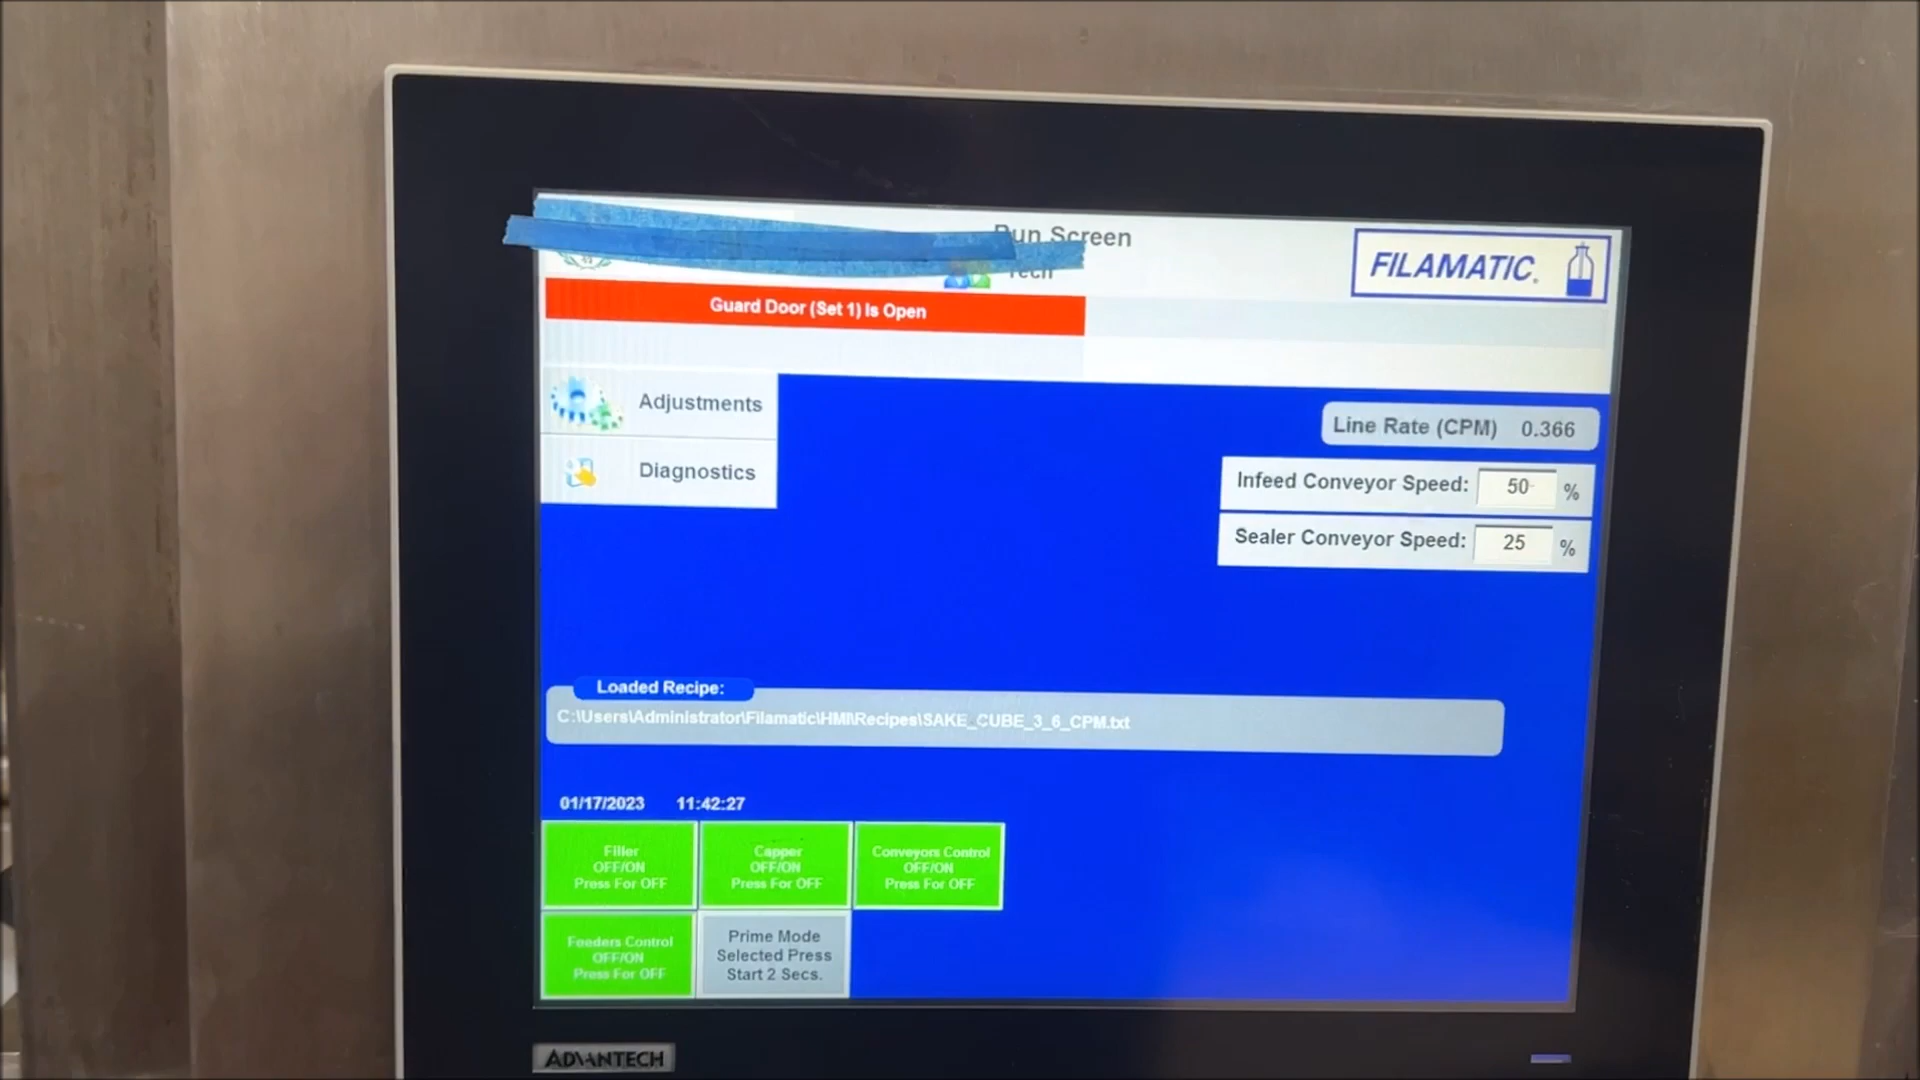 Run Screen
Tech
FILAMATIC.
Guard Door (Set 1) Is Open
Adjustments
Diagnostics
Line Rate (CPM) 0.366
Infeed Conveyor Speed: 50 %
Sealer Conveyor Speed: 25 %
Loaded Recipe:
C:\Users\Administrator\Filamatic\HMI\Recipes\SAKE_CUBE_3_6_CPM.txt
01/17/2023 11:42:27
Filler
OFF/ON
Press For OFF
Capper
OFF/ON
Press For OFF
Conveyors Control
OFF/ON
Press For OFF
Feeders Control
OFF/ON
Press For OFF
Prime Mode
Selected Press
Start 2 Secs.
ADVANTECH